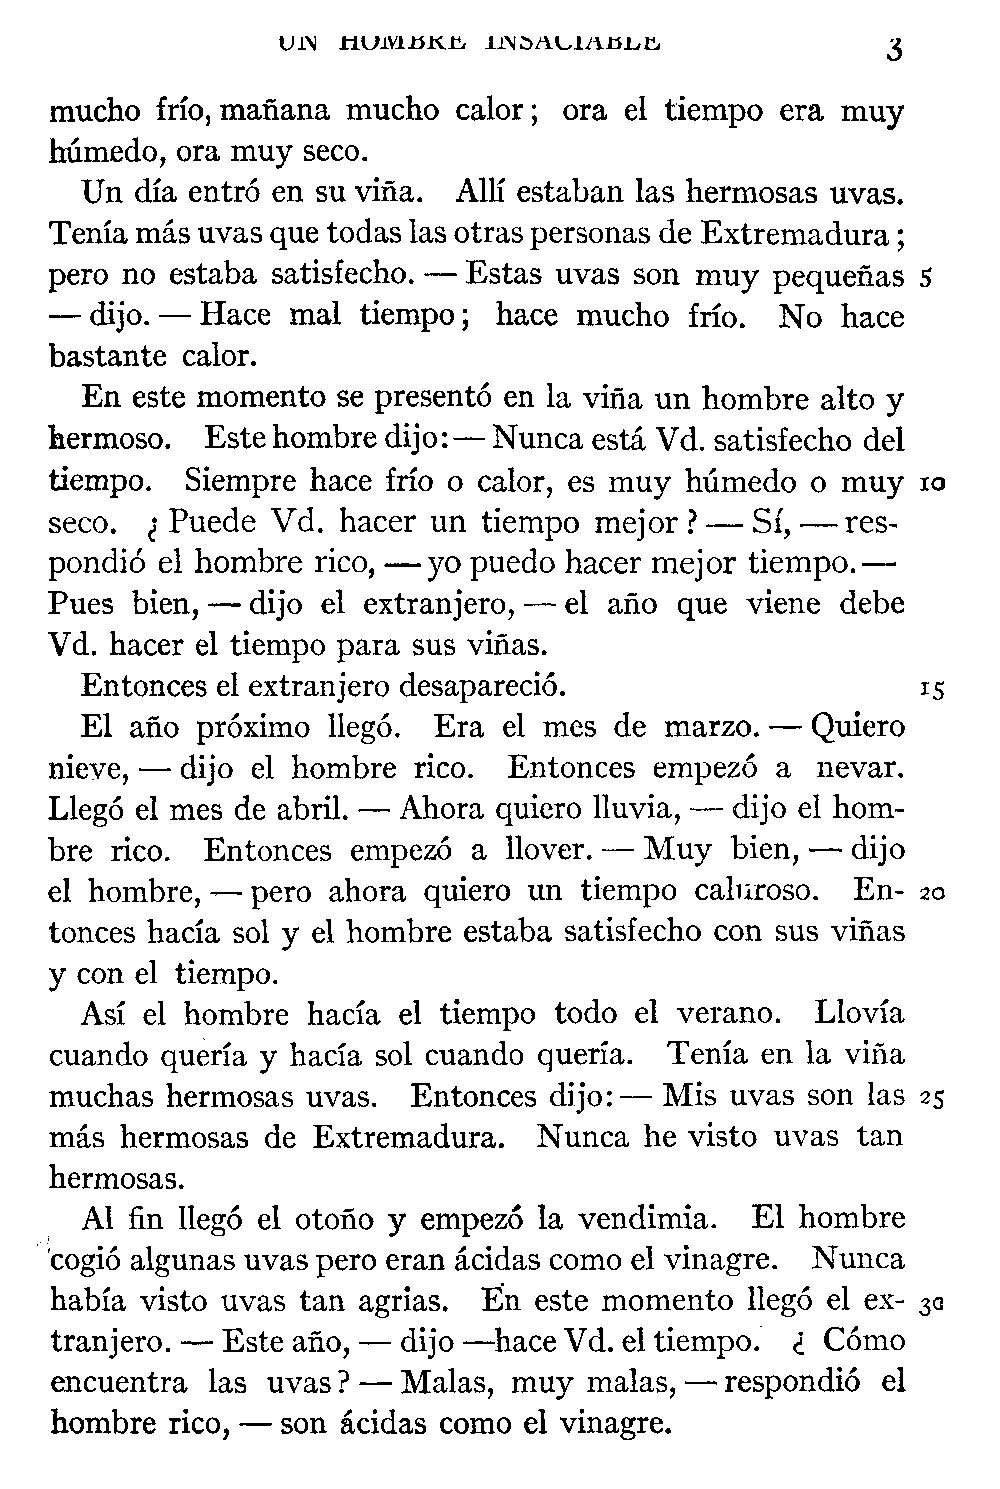 UN HOMBRE INSACIABLE 3
mucho frío, mañana mucho calor; ora el tiempo era muy
húmedo, ora muy seco.
Un día entró en su viña. Allí estaban las hermosas uvas.
Tenía más uvas que todas las otras personas de Extremadura;
pero no estaba satisfecho. — Estas uvas son muy pequeñas 5
— dijo. — Hace mal tiempo; hace mucho frío. No hace
bastante calor.
En este momento se presentó en la viña un hombre alto y
hermoso. Este hombre dijo: — Nunca está Vd. satisfecho del
tiempo. Siempre hace frío o calor, es muy húmedo o muy 10
seco. ¿ Puede Vd. hacer un tiempo mejor ? — Sí, — res-
pondió el hombre rico, — yo puedo hacer mejor tiempo. —
Pues bien, — dijo el extranjero, — el año que viene debe
Vd. hacer el tiempo para sus viñas.
Entonces el extranjero desapareció. 15
El año próximo llegó. Era el mes de marzo. — Quiero
nieve, — dijo el hombre rico. Entonces empezó a nevar.
Llegó el mes de abril. — Ahora quiero lluvia, — dijo el hom-
bre rico. Entonces empezó a llover. — Muy bien, — dijo
el hombre, — pero ahora quiero un tiempo caluroso. En- 20
tonces hacía sol y el hombre estaba satisfecho con sus viñas
y con el tiempo.
Así el hombre hacía el tiempo todo el verano. Llovía
cuando quería y hacía sol cuando quería. Tenía en la viña
muchas hermosas uvas. Entonces dijo: — Mis uvas son las 25
más hermosas de Extremadura. Nunca he visto uvas tan
hermosas.
Al fin llegó el otoño y empezó la vendimia. El hombre
cogió algunas uvas pero eran ácidas como el vinagre. Nunca
había visto uvas tan agrias. En este momento llegó el ex- 30
tranjero. — Este año, — dijo —hace Vd. el tiempo. ¿ Cómo
encuentra las uvas ? — Malas, muy malas, — respondió el
hombre rico, — son ácidas como el vinagre.